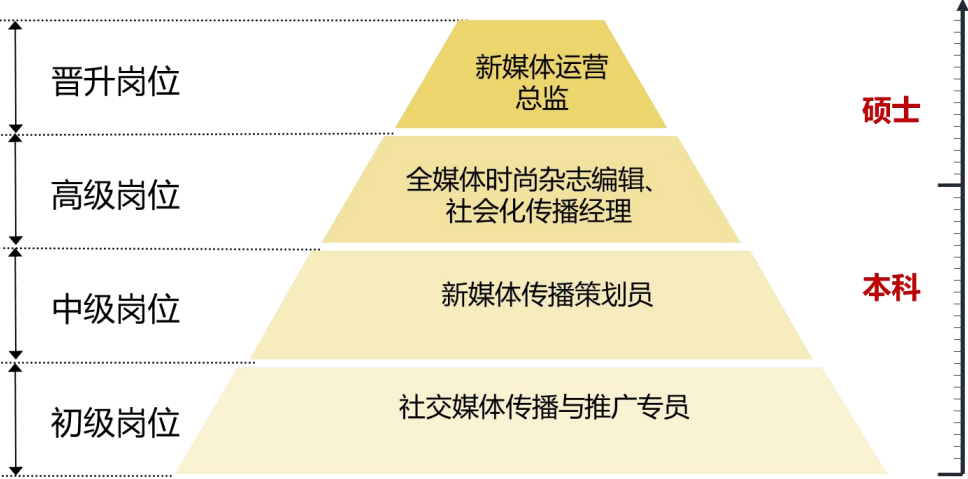 晋升岗位
新媒体运营
总监
硕士
高级岗位
全媒体时尚杂志编辑、
社会化传播经理
中级岗位
新媒体传播策划员
本科
初级岗位
社交媒体传播与推广专员